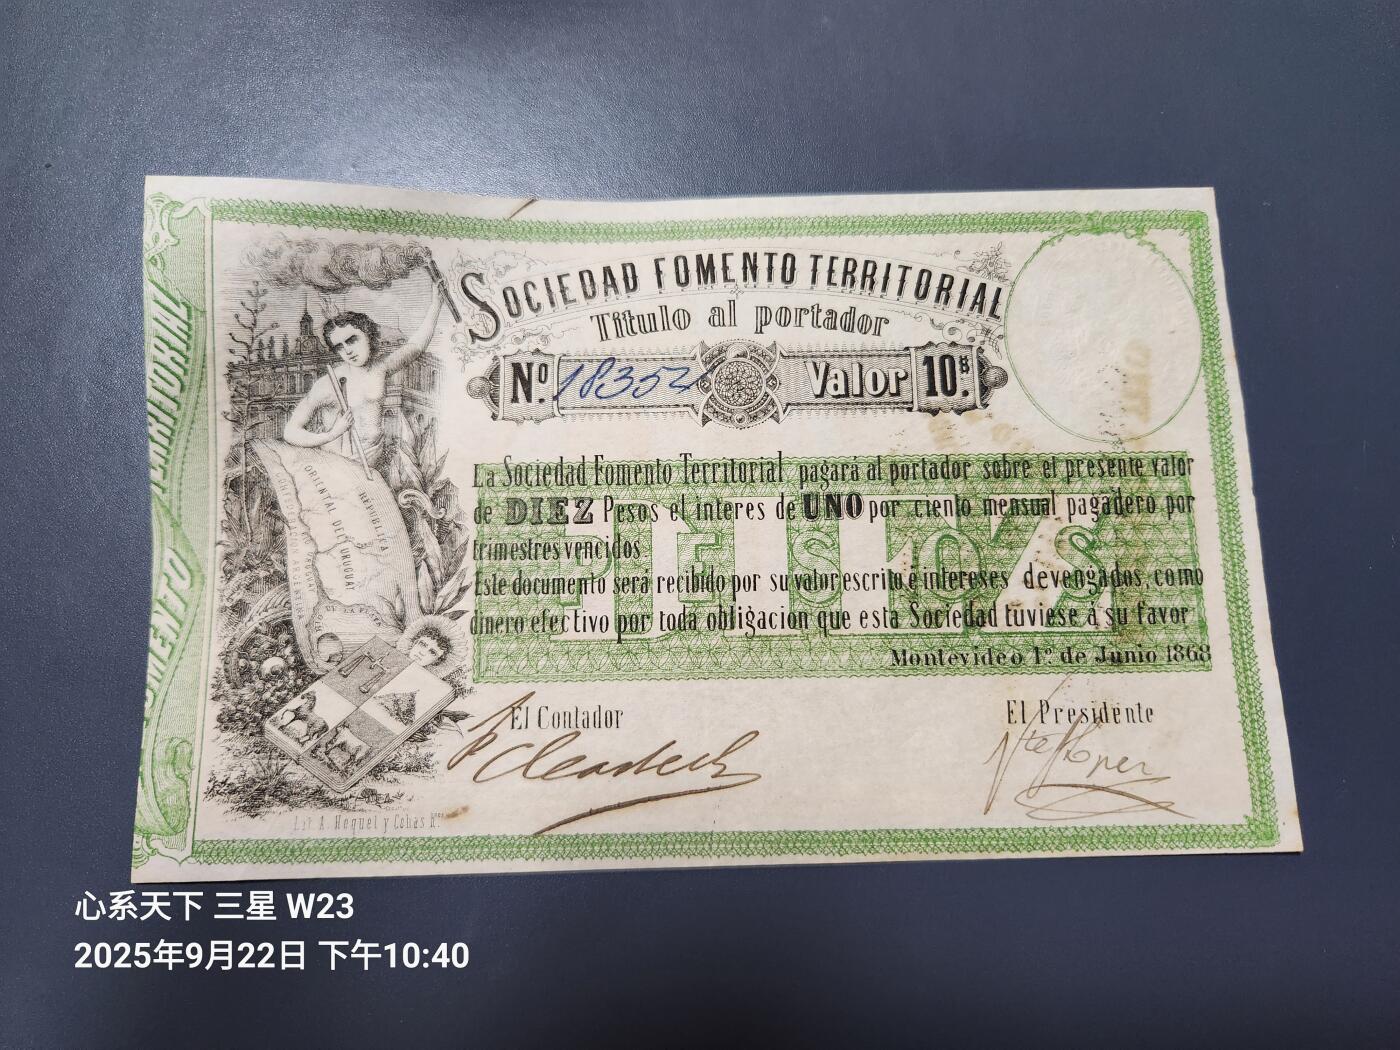 SOCIEDAD FOMENTO TERRITORIAL
Titulo al portador
Nº 18352 Valor 10.$
La Sociedad Fomento Territorial pagará al portador sobre el presente valor
de DIEZ Pesos el interes de UNO por ciento mensual pagadero por
trimestres vencidos.
Este documento será recibido por su valor escrito é intereses devengados, como
dinero efectivo por toda obligacion que esta Sociedad tuviese á su favor
DIEZ
PESOS
Montevideo 1º de Junio 1868
El Contador
El Presidente
REPUBLICA
ORIENTAL DEL URUGUAY
Lit. A. Hequet y Cohas Hnos
FOMENTO TERRITORIAL
心系天下 三星 W23
2025年9月22日 下午10:40